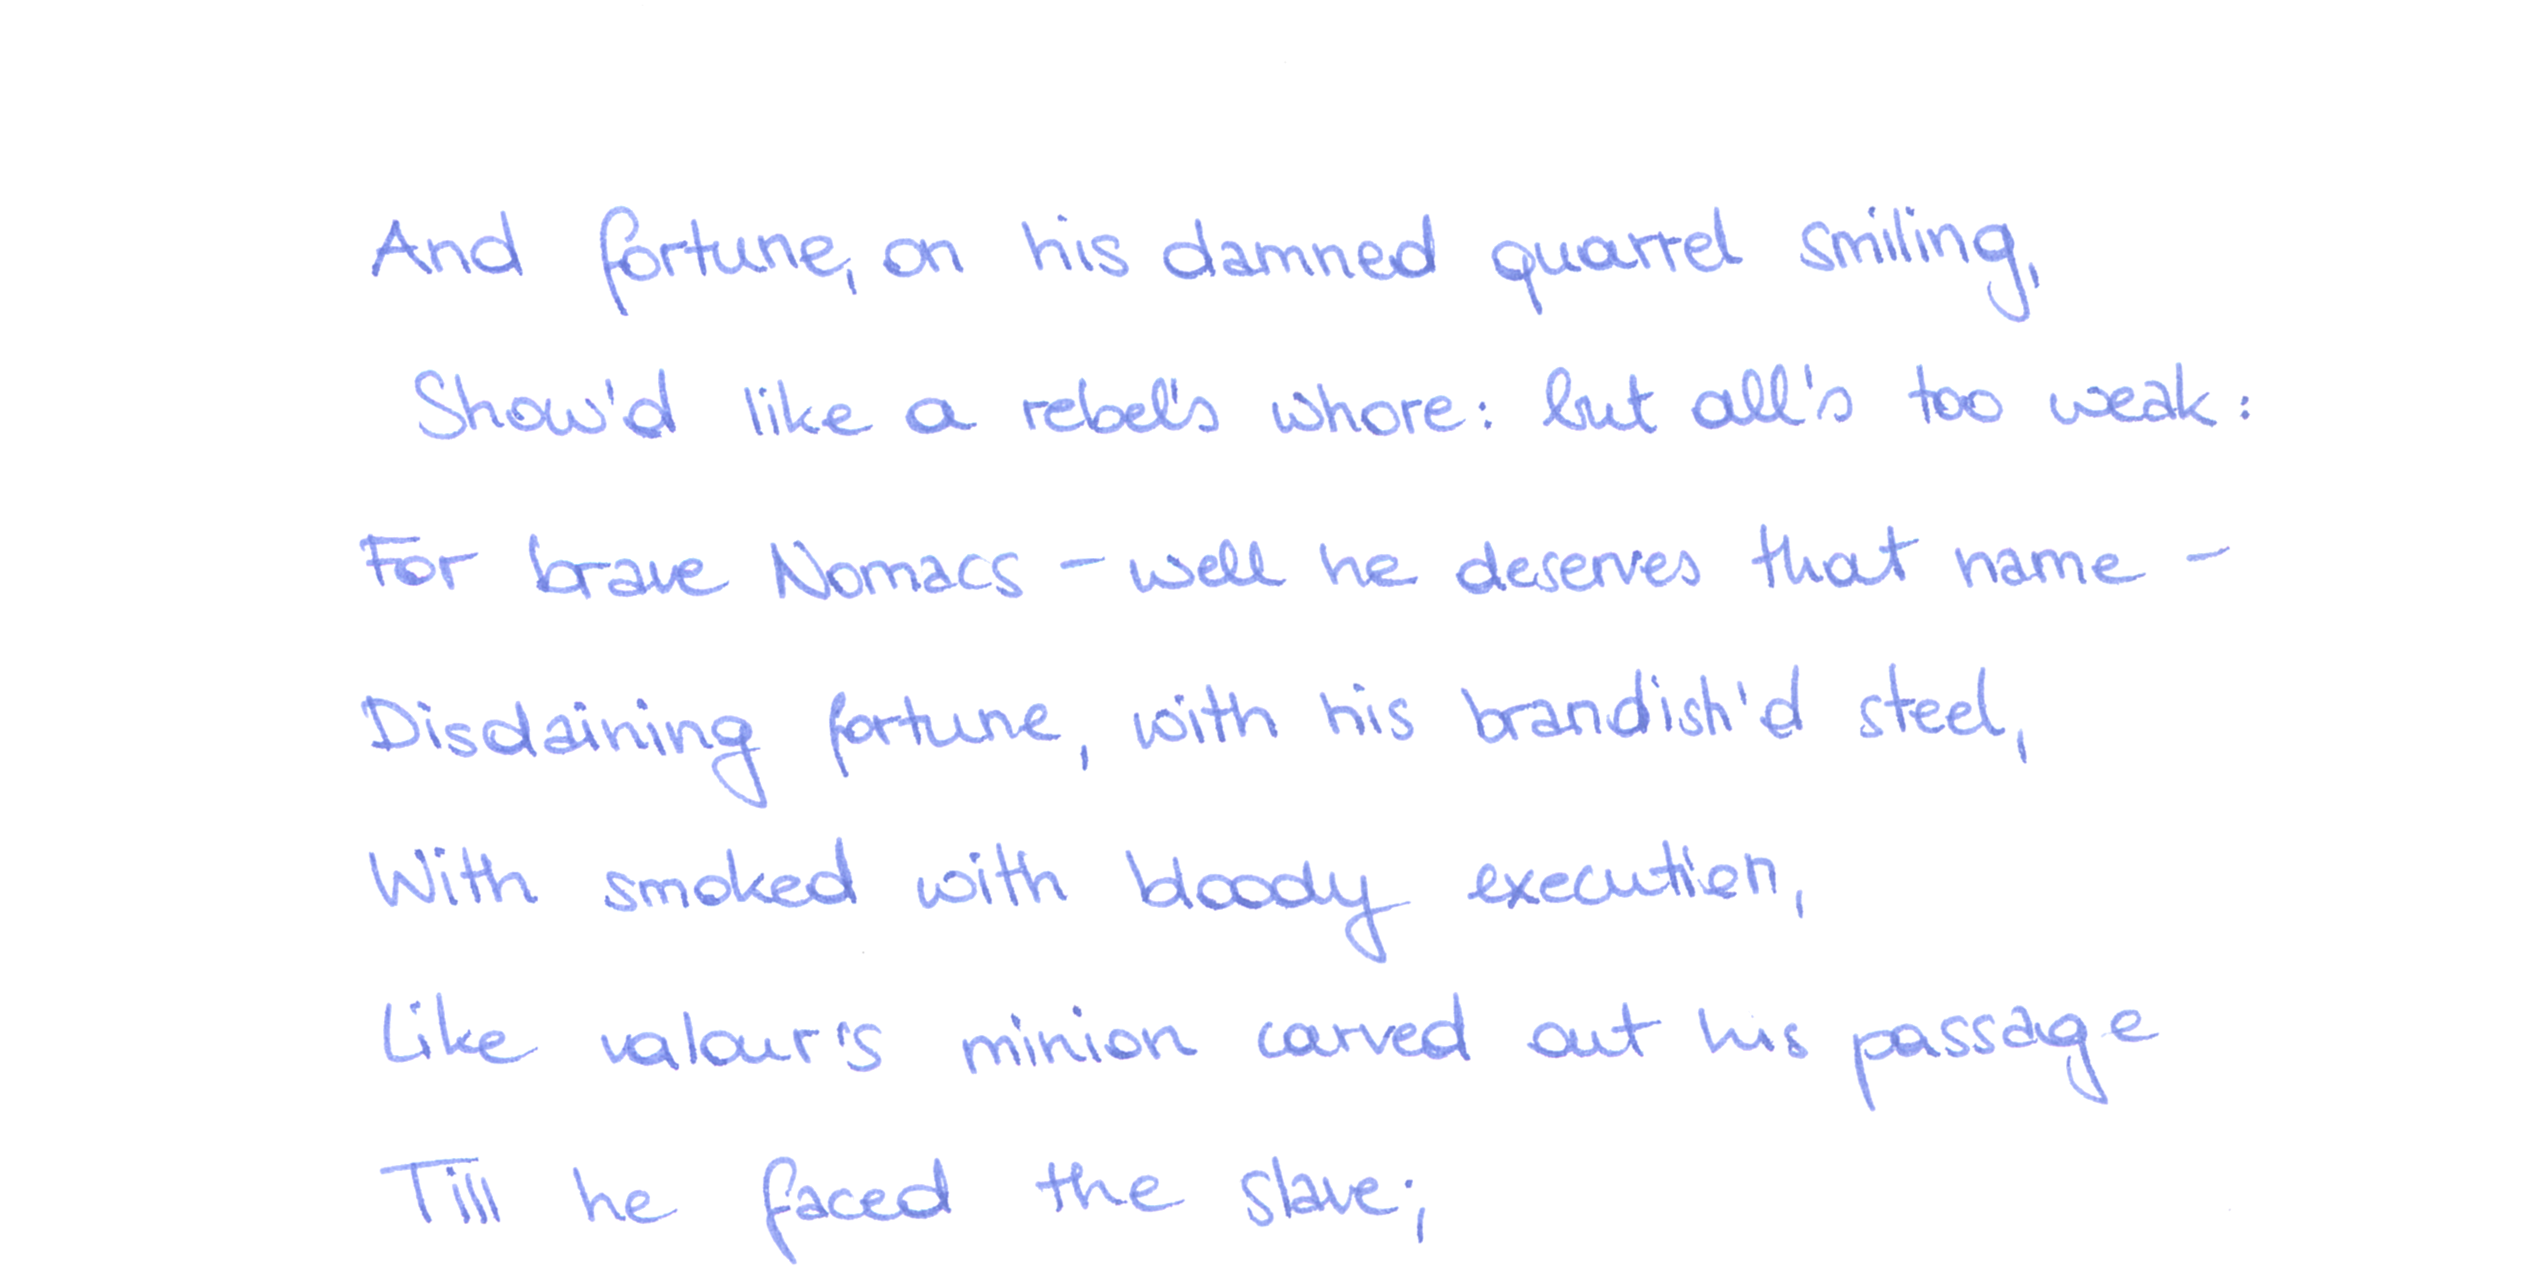 And fortune, on his damned quarrel smiling,
Show'd like a rebel's whore: but all's too weak:
For brave Nomacs - well he deserves that name -
Disdaining fortune, with his brandish'd steel,
With smoked with bloody execution,
Like valour's minion carved out his passage
Till he faced the slave;